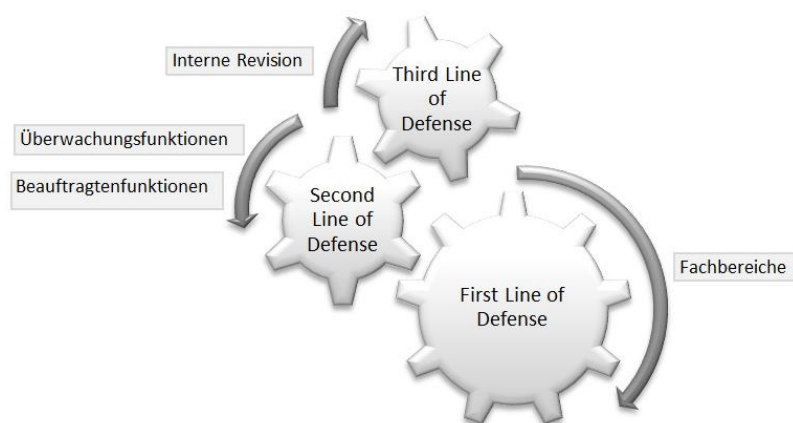 Interne Revision
Third Line
of
Defense
Überwachungsfunktionen
Beauftragtenfunktionen
Second
Line of
Defense
Fachbereiche
First Line of
Defense